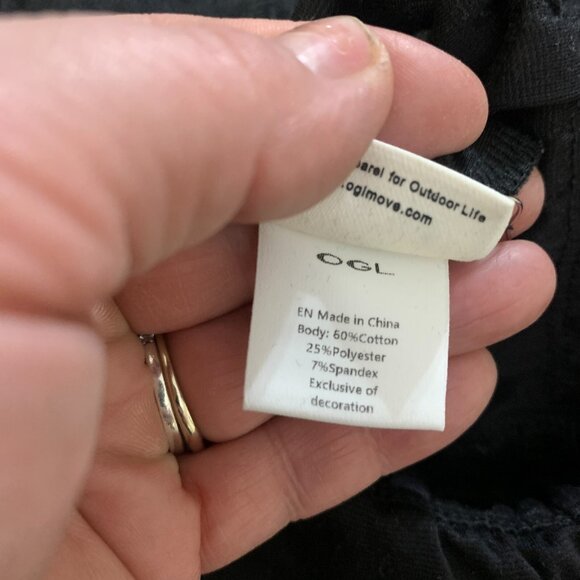 for Outdoor Life
oglmove.com
OGL
EN Made in China
Body: 60%Cotton
25%Polyester
7%Spandex
Exclusive of
decoration